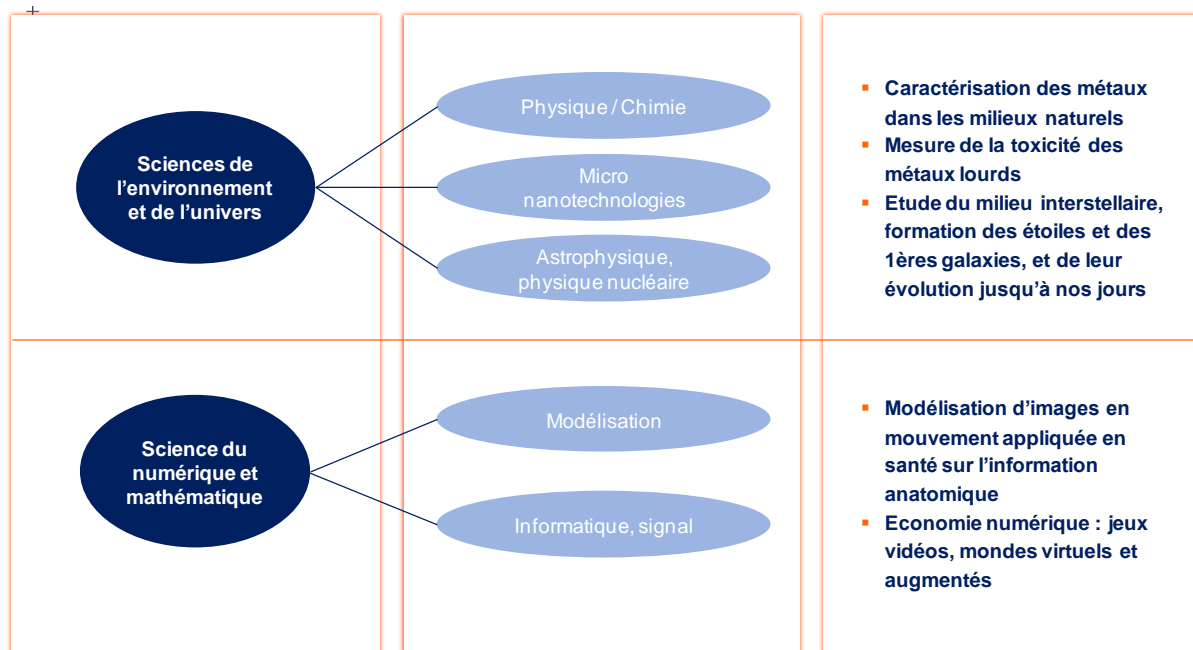 Sciences de
l’environnement
et de l’univers
Physique / Chimie
Micro
nanotechnologies
Astrophysique,
physique nucléaire
▪ Caractérisation des métaux
dans les milieux naturels
▪ Mesure de la toxicité des
métaux lourds
▪ Etude du milieu interstellaire,
formation des étoiles et des
1ères galaxies, et de leur
évolution jusqu’à nos jours
Science du
numérique et
mathématique
Modélisation
Informatique, signal
▪ Modélisation d’images en
mouvement appliquée en
santé sur l’information
anatomique
▪ Economie numérique : jeux
vidéos, mondes virtuels et
augmentés